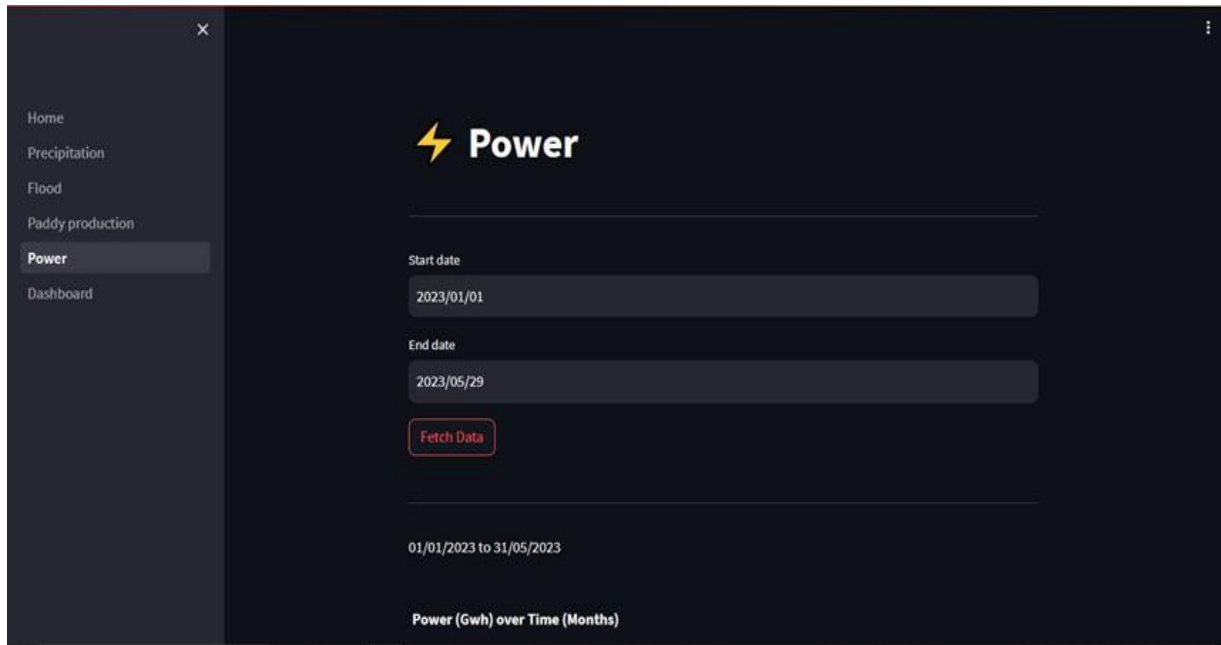 Home
Precipitation
Flood
Paddy production
Power
Dashboard
⚡ Power
Start date
2023/01/01
End date
2023/05/29
Fetch Data
01/01/2023 to 31/05/2023
Power (Gwh) over Time (Months)